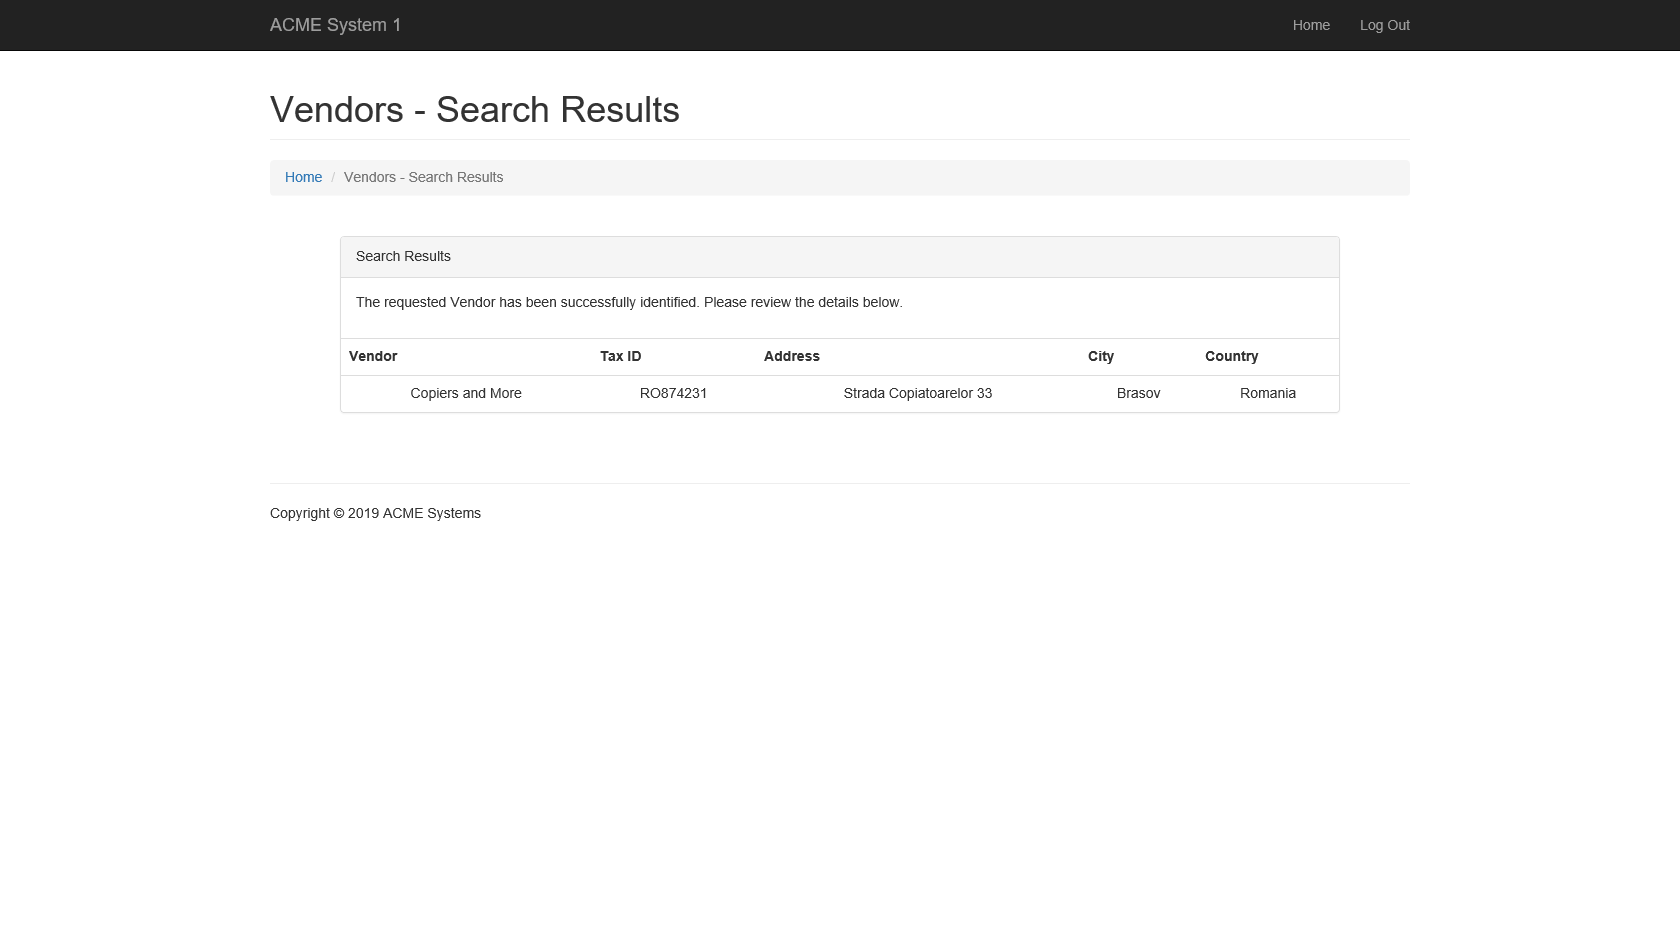 ACME System 1 Home Log Out
Vendors - Search Results
Home / Vendors - Search Results
Search Results
The requested Vendor has been successfully identified. Please review the details below.
Vendor Tax ID Address City Country
Copiers and More RO874231 Strada Copiatoarelor 33 Brasov Romania
Copyright © 2019 ACME Systems